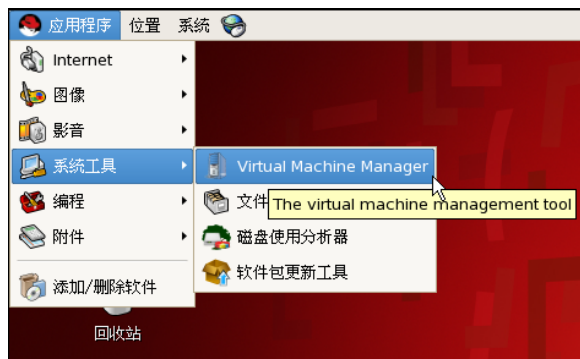 应用程序 位置 系统
Internet
图像
影音
系统工具
Virtual Machine Manager
编程
文件
The virtual machine management tool
附件
磁盘使用分析器
软件包更新工具
添加/删除软件
回收站